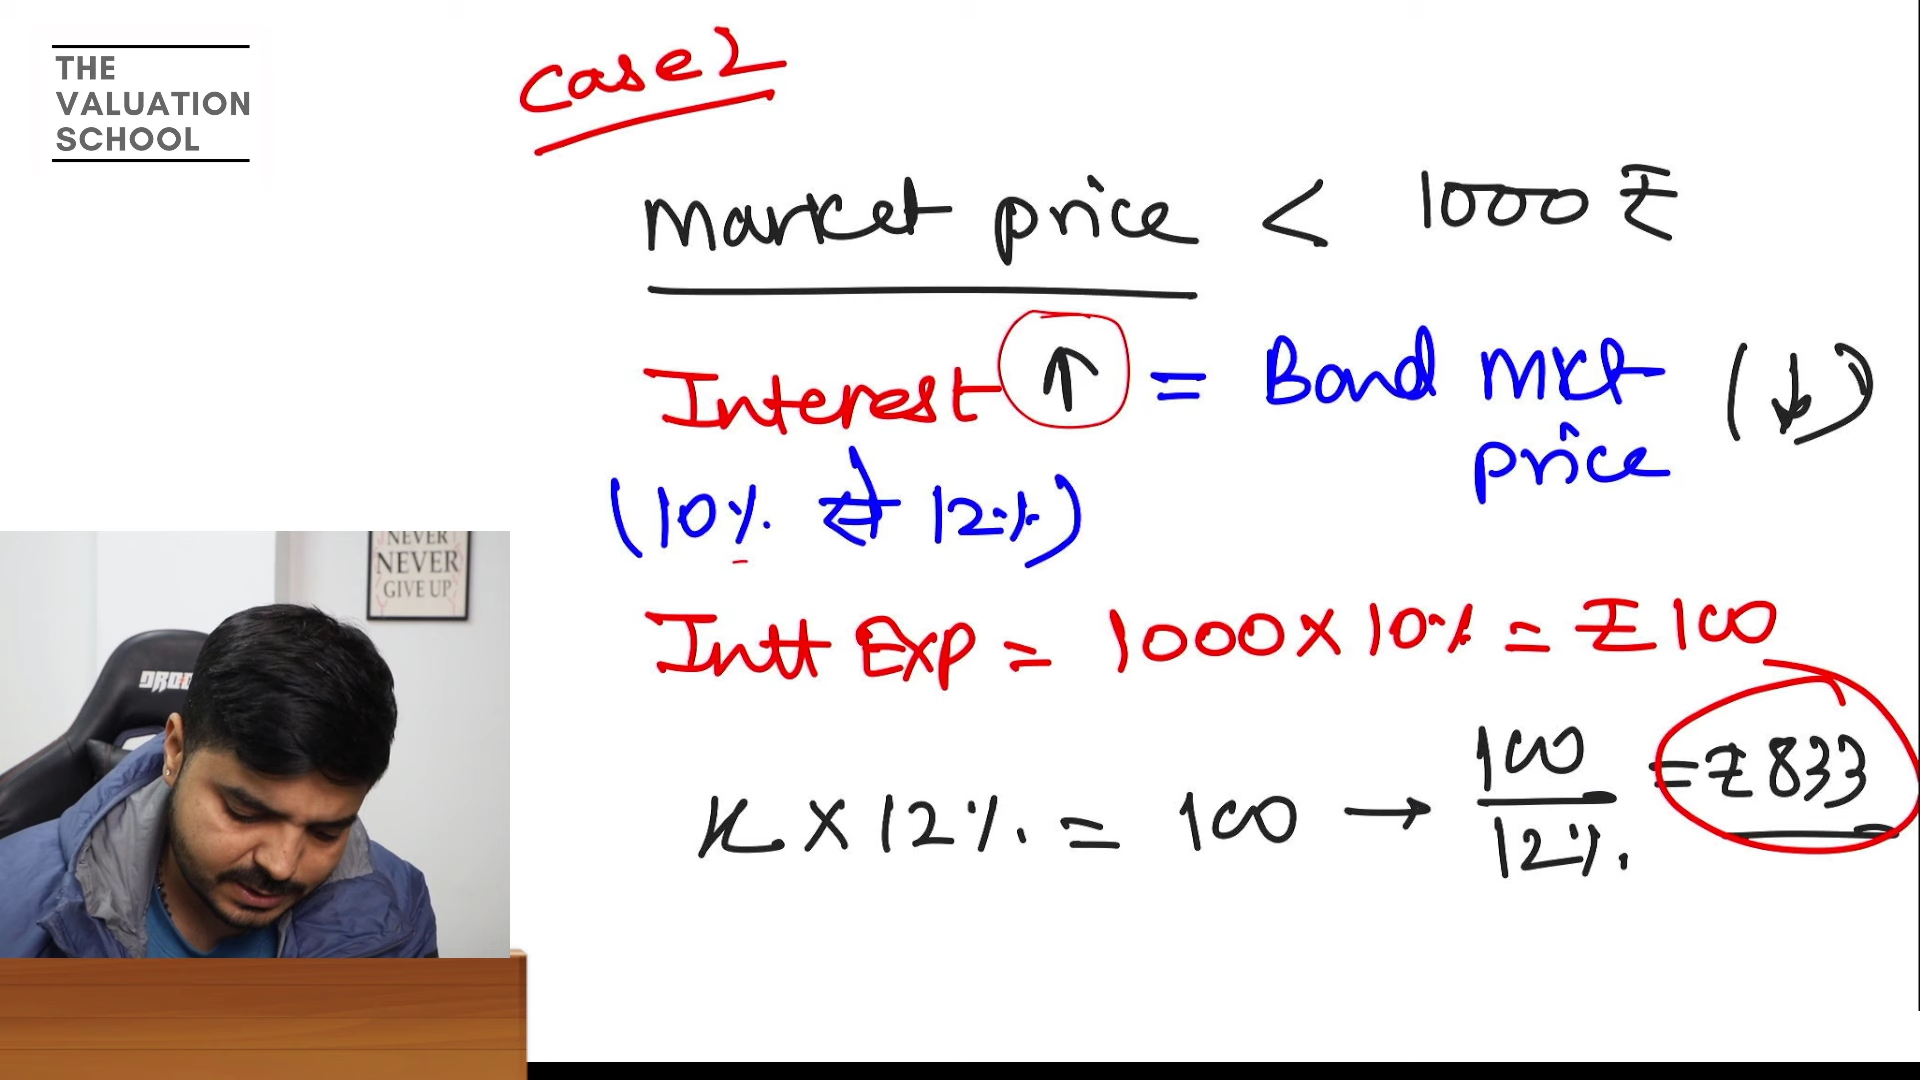 THE
VALUATION
SCHOOL
Case 2
market price < 1000 ₹
Interest ↑ = Bond mkt price (↓)
(10% → 12%)
Intt Exp = 1000 × 10% = ₹ 100
x × 12% = 100 → 100 / 12% = ₹ 833
NEVER
NEVER
GIVE UP